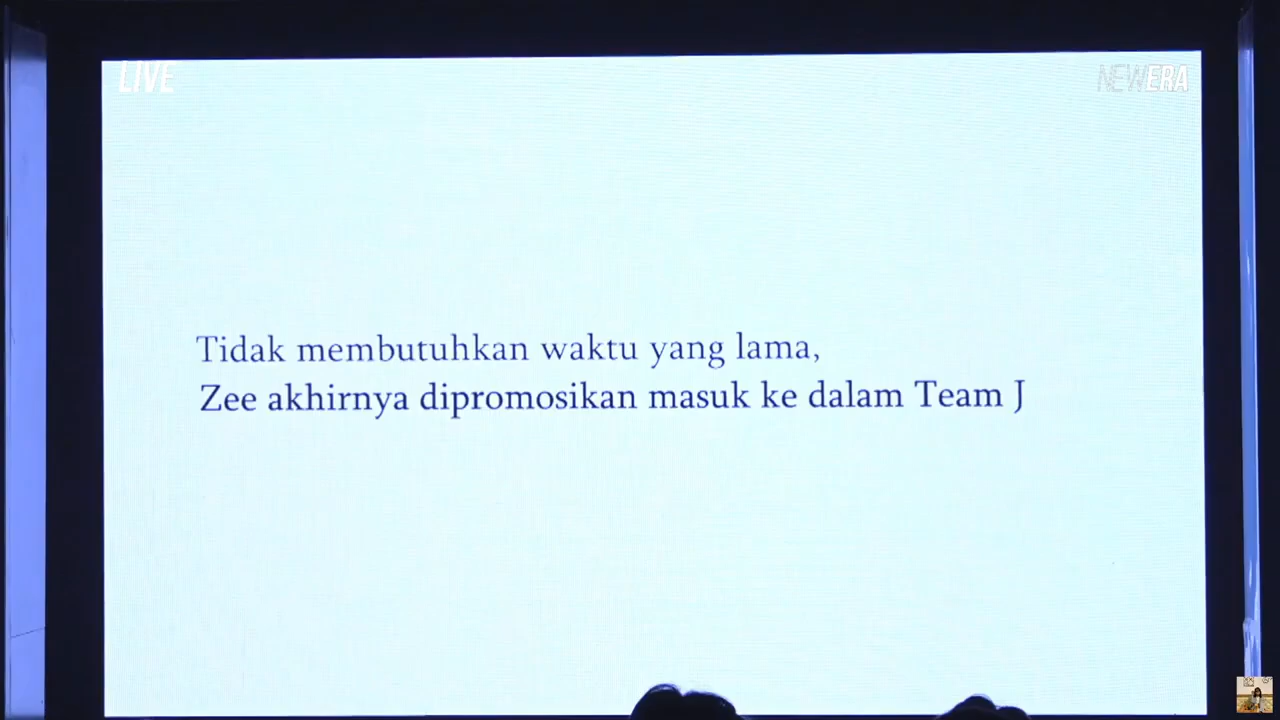 LIVE
NEWERA
Tidak membutuhkan waktu yang lama,
Zee akhirnya dipromosikan masuk ke dalam Team J